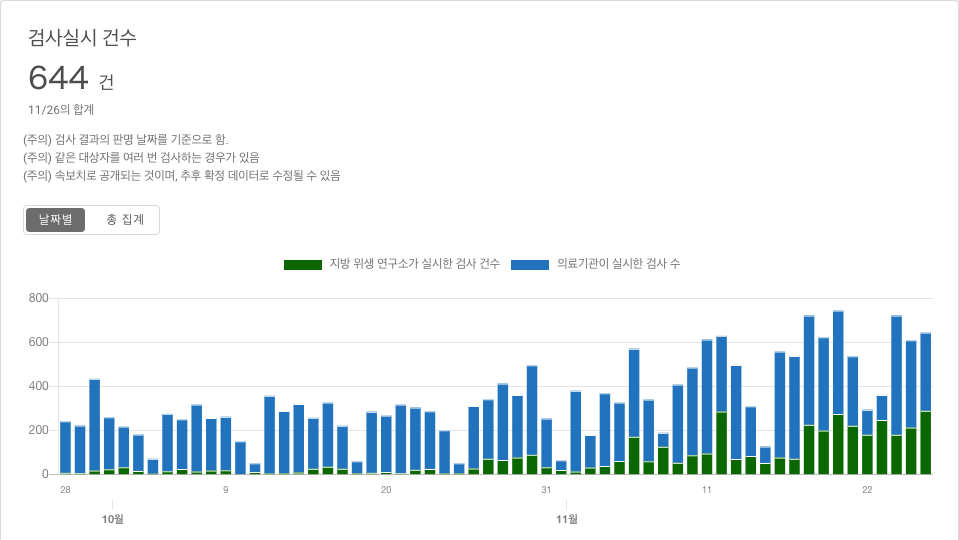 검사실시 건수
644 건
11/26의 합계
(주의) 검사 결과의 판명 날짜를 기준으로 함.
(주의) 같은 대상자를 여러 번 검사하는 경우가 있음
(주의) 속보치로 공개되는 것이며, 추후 확정 데이터로 수정될 수 있음
날짜별 총 집계
지방 위생 연구소가 실시한 검사 건수 의료기관이 실시한 검사 수
800
600
400
200
0
28 9 20 31 11 22
10월 11월